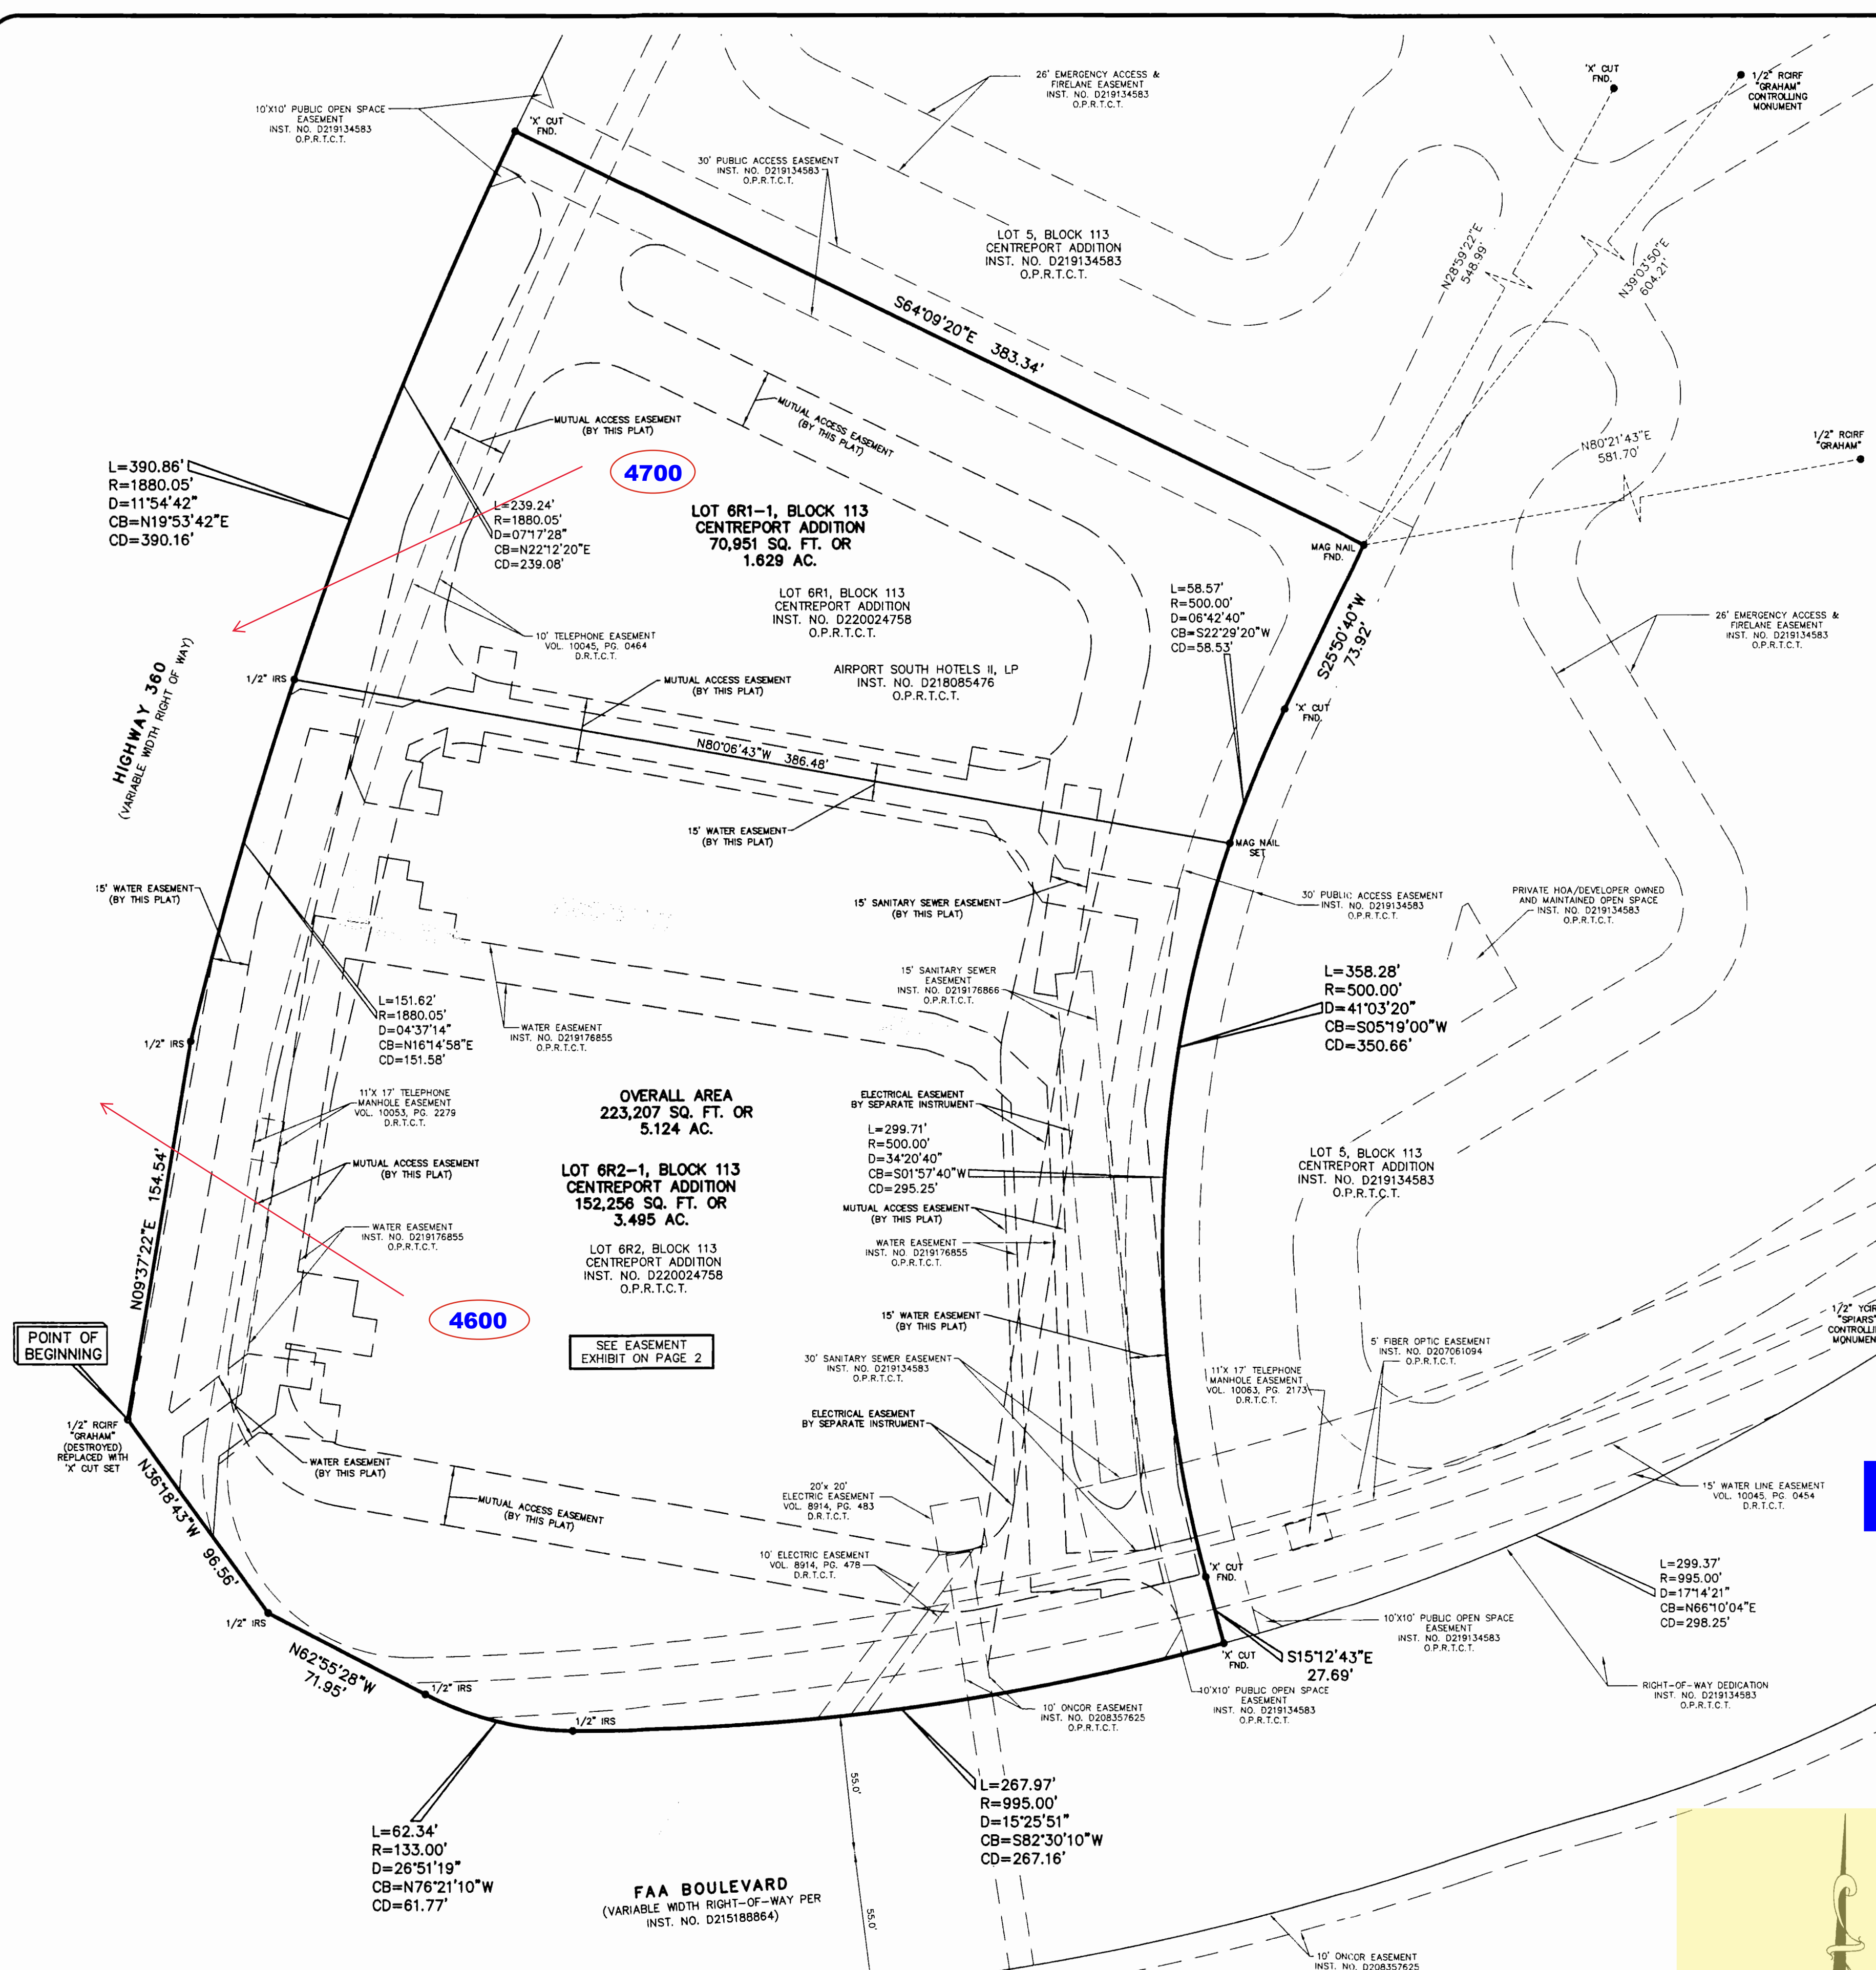 10'X10' PUBLIC OPEN SPACE
EASEMENT
INST. NO. D219134583
O.P.R.T.C.T.
'X' CUT
FND.
26' EMERGENCY ACCESS &
FIRELANE EASEMENT
INST. NO. D219134583
O.P.R.T.C.T.
'X' CUT
FND.
1/2" RCIRF
"GRAHAM"
CONTROLLING
MONUMENT
30' PUBLIC ACCESS EASEMENT
INST. NO. D219134583
O.P.R.T.C.T.
LOT 5, BLOCK 113
CENTREPORT ADDITION
INST. NO. D219134583
O.P.R.T.C.T.
N28°59'22"E
548.99'
N39°03'50"E
604.21'
S64°09'20"E 383.34'
MUTUAL ACCESS EASEMENT
(BY THIS PLAT)
MUTUAL ACCESS EASEMENT
(BY THIS PLAT)
N80°21'43"E
581.70'
1/2" RCIRF
"GRAHAM"
L=390.86'
R=1880.05'
D=11°54'42"
CB=N19°53'42"E
CD=390.16'
4700
L=239.24'
R=1880.05'
D=07°17'28"
CB=N22°12'20"E
CD=239.08'
LOT 6R1-1, BLOCK 113
CENTREPORT ADDITION
70,951 SQ. FT. OR
1.629 AC.
MAG NAIL
FND.
LOT 6R1, BLOCK 113
CENTREPORT ADDITION
INST. NO. D220024758
O.P.R.T.C.T.
L=58.57'
R=500.00'
D=06°42'40"
CB=S22°29'20"W
CD=58.53'
S25°50'40"W
73.92'
26' EMERGENCY ACCESS &
FIRELANE EASEMENT
INST. NO. D219134583
O.P.R.T.C.T.
10' TELEPHONE EASEMENT
VOL. 10045, PG. 0464
D.R.T.C.T.
AIRPORT SOUTH HOTELS II, LP
INST. NO. D218085476
O.P.R.T.C.T.
HIGHWAY 360
(VARIABLE WIDTH RIGHT OF WAY)
1/2" IRS
MUTUAL ACCESS EASEMENT
(BY THIS PLAT)
'X' CUT
FND.
N80°06'43"W 386.48'
15' WATER EASEMENT
(BY THIS PLAT)
MAG NAIL
SET
15' WATER EASEMENT
(BY THIS PLAT)
15' SANITARY SEWER EASEMENT
(BY THIS PLAT)
30' PUBLIC ACCESS EASEMENT
INST. NO. D219134583
O.P.R.T.C.T.
PRIVATE HOA/DEVELOPER OWNED
AND MAINTAINED OPEN SPACE
INST. NO. D219134583
O.P.R.T.C.T.
15' SANITARY SEWER
EASEMENT
INST. NO. D219176866
O.P.R.T.C.T.
L=358.28'
R=500.00'
D=41°03'20"
CB=S05°19'00"W
CD=350.66'
L=151.62'
R=1880.05'
D=04°37'14"
CB=N16°14'58"E
CD=151.58'
WATER EASEMENT
INST. NO. D219176855
O.P.R.T.C.T.
1/2" IRS
11'X 17' TELEPHONE
MANHOLE EASEMENT
VOL. 10053, PG. 2279
D.R.T.C.T.
OVERALL AREA
223,207 SQ. FT. OR
5.124 AC.
ELECTRICAL EASEMENT
BY SEPARATE INSTRUMENT
L=299.71'
R=500.00'
D=34°20'40"
CB=S01°57'40"W
CD=295.25'
N09°37'22"E 154.54'
MUTUAL ACCESS EASEMENT
(BY THIS PLAT)
LOT 6R2-1, BLOCK 113
CENTREPORT ADDITION
152,256 SQ. FT. OR
3.495 AC.
LOT 5, BLOCK 113
CENTREPORT ADDITION
INST. NO. D219134583
O.P.R.T.C.T.
MUTUAL ACCESS EASEMENT
(BY THIS PLAT)
WATER EASEMENT
INST. NO. D219176855
O.P.R.T.C.T.
LOT 6R2, BLOCK 113
CENTREPORT ADDITION
INST. NO. D220024758
O.P.R.T.C.T.
WATER EASEMENT
INST. NO. D219176855
O.P.R.T.C.T.
4600
15' WATER EASEMENT
(BY THIS PLAT)
POINT OF
BEGINNING
SEE EASEMENT
EXHIBIT ON PAGE 2
30' SANITARY SEWER EASEMENT
INST. NO. D219134583
O.P.R.T.C.T.
11'X 17' TELEPHONE
MANHOLE EASEMENT
VOL. 10063, PG. 2173
D.R.T.C.T.
5' FIBER OPTIC EASEMENT
INST. NO. D207061094
O.P.R.T.C.T.
1/2" YCIR
"SPIARS"
CONTROLLI
MONUMEN
1/2" RCIRF
"GRAHAM"
(DESTROYED)
REPLACED WITH
'X' CUT SET
ELECTRICAL EASEMENT
BY SEPARATE INSTRUMENT
WATER EASEMENT
(BY THIS PLAT)
N36°18'43"W 96.56'
MUTUAL ACCESS EASEMENT
(BY THIS PLAT)
20'x 20'
ELECTRIC EASEMENT
VOL. 8914, PG. 483
D.R.T.C.T.
15' WATER LINE EASEMENT
VOL. 10045, PG. 0454
D.R.T.C.T.
10' ELECTRIC EASEMENT
VOL. 8914, PG. 478
D.R.T.C.T.
'X' CUT
FND.
L=299.37'
R=995.00'
D=17°14'21"
CB=N66°10'04"E
CD=298.25'
1/2" IRS
10'X10' PUBLIC OPEN SPACE
EASEMENT
INST. NO. D219134583
O.P.R.T.C.T.
N62°55'28"W
71.95'
'X' CUT
FND.
S15°12'43"E
27.69'
1/2" IRS
1/2" IRS
10'X10' PUBLIC OPEN SPACE
EASEMENT
INST. NO. D219134583
O.P.R.T.C.T.
10' ONCOR EASEMENT
INST. NO. D208357625
O.P.R.T.C.T.
RIGHT-OF-WAY DEDICATION
INST. NO. D219134583
O.P.R.T.C.T.
55.0'
L=267.97'
R=995.00'
D=15°25'51"
CB=S82°30'10"W
CD=267.16'
L=62.34'
R=133.00'
D=26°51'19"
CB=N76°21'10"W
CD=61.77'
FAA BOULEVARD
(VARIABLE WIDTH RIGHT-OF-WAY PER
INST. NO. D215188864)
55.0'
10' ONCOR EASEMENT
INST. NO. D208357625